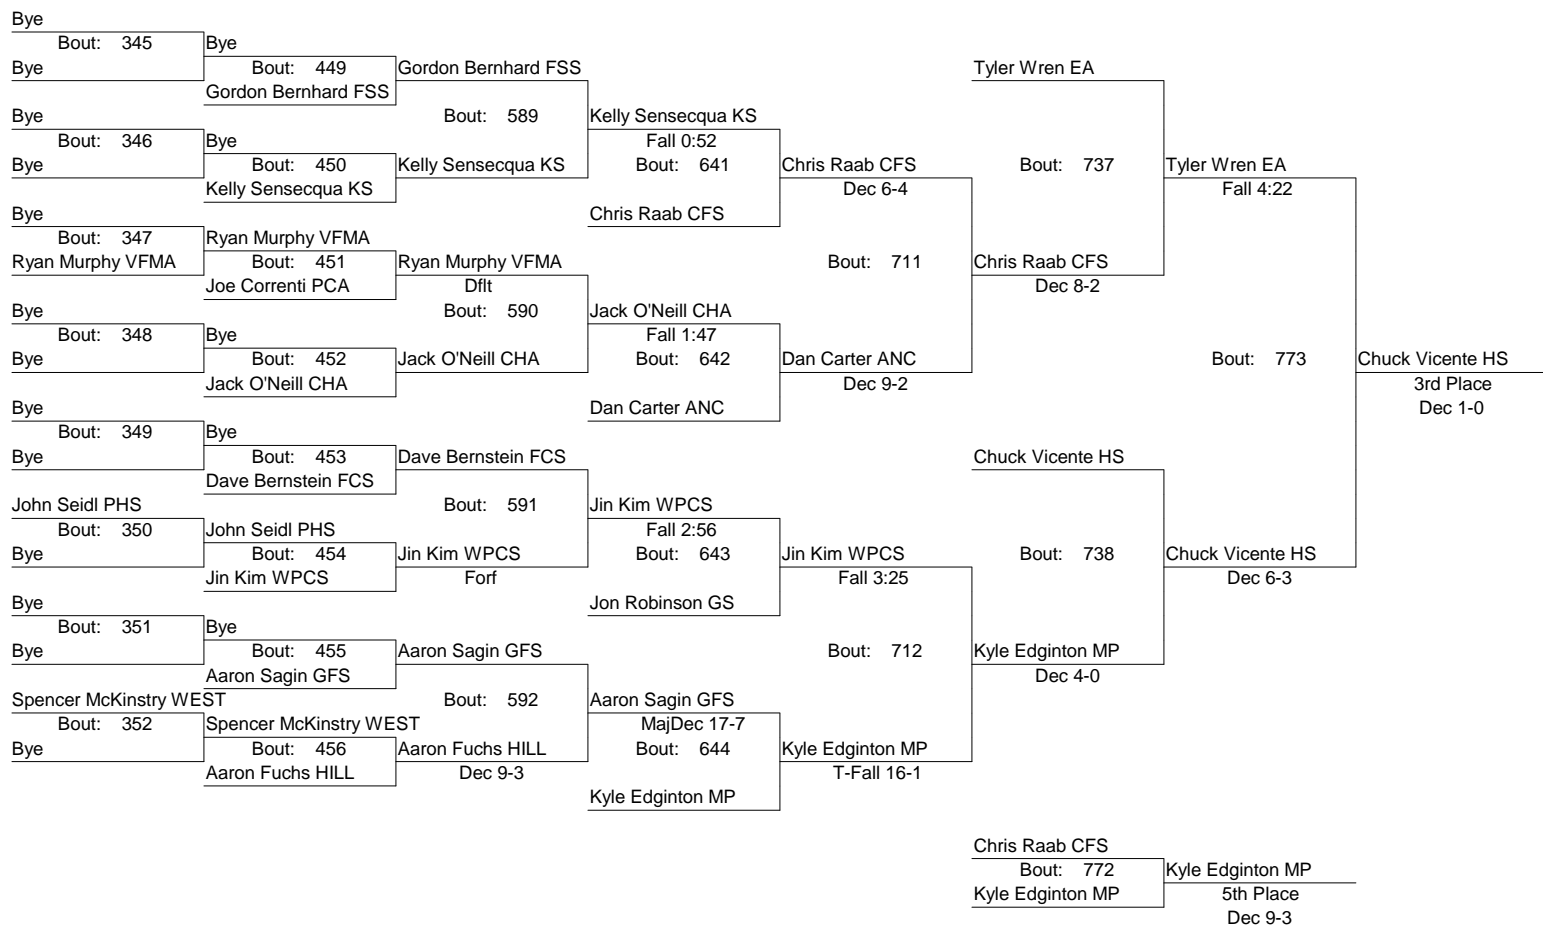 Bye
Bout: 345
Bye
Bye
Bout: 346
Bye
Bye
Bout: 347
Ryan Murphy VFMA
Bye
Bout: 348
Bye
Bye
Bout: 349
Bye
John Seidl PHS
Bout: 350
Bye
Bye
Bout: 351
Bye
Spencer McKinstry WEST
Bout: 352
Bye
Bye
Bout: 449
Gordon Bernhard FSS
Bye
Bout: 450
Kelly Sensecqua KS
Ryan Murphy VFMA
Bout: 451
Joe Correnti PCA
Bye
Bout: 452
Jack O'Neill CHA
Bye
Bout: 453
Dave Bernstein FCS
John Seidl PHS
Bout: 454
Jin Kim WPCS
Bye
Bout: 455
Aaron Sagin GFS
Spencer McKinstry WEST
Bout: 456
Aaron Fuchs HILL
Gordon Bernhard FSS
Bout: 589
Kelly Sensecqua KS
Ryan Murphy VFMA
Dflt
Bout: 590
Jack O'Neill CHA
Dave Bernstein FCS
Bout: 591
Jin Kim WPCS
Forf
Aaron Sagin GFS
Bout: 592
Aaron Fuchs HILL
Dec 9-3
Kelly Sensecqua KS
Fall 0:52
Bout: 641
Chris Raab CFS
Jack O'Neill CHA
Fall 1:47
Bout: 642
Dan Carter ANC
Jin Kim WPCS
Fall 2:56
Bout: 643
Jon Robinson GS
Aaron Sagin GFS
MajDec 17-7
Bout: 644
Kyle Edginton MP
Chris Raab CFS
Dec 6-4
Bout: 711
Dan Carter ANC
Dec 9-2
Jin Kim WPCS
Fall 3:25
Bout: 712
Kyle Edginton MP
T-Fall 16-1
Tyler Wren EA
Bout: 737
Chris Raab CFS
Dec 8-2
Chuck Vicente HS
Bout: 738
Kyle Edginton MP
Dec 4-0
Tyler Wren EA
Fall 4:22
Bout: 773
Chuck Vicente HS
Dec 6-3
Chuck Vicente HS
3rd Place
Dec 1-0
Chris Raab CFS
Bout: 772
Kyle Edginton MP
Kyle Edginton MP
5th Place
Dec 9-3